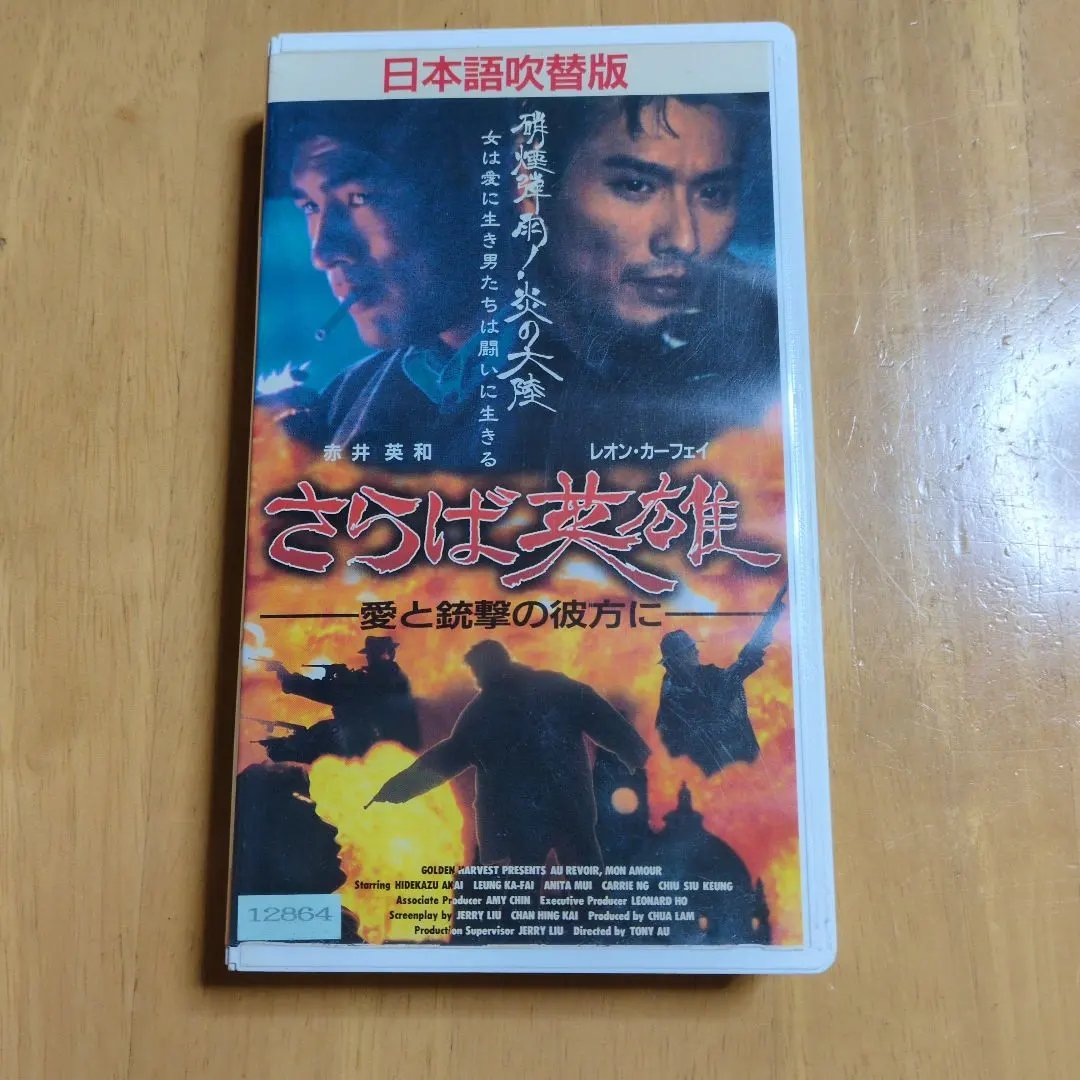 日本語吹替版
硝煙弾雨!炎の大陸
女は愛に生き男たちは闘いに生きる
赤井英和
レオン・カーフェイ
さらば英雄
愛と銃撃の彼方に
GOLDEN HARVEST PRESENTS AU REVOIR, MON AMOUR
Starring HIDEKAZU AKAI LEUNG KA-FAI ANITA MUI CARRIE NG CHIU SIU KEUNG
Associate Producer AMY CHIN Executive Producer LEONARD HO
Screenplay by JERRY LIU CHAN HING KAI Produced by CHUA LAM
Production Supervisor JERRY LIU Directed by TONY AU
12864